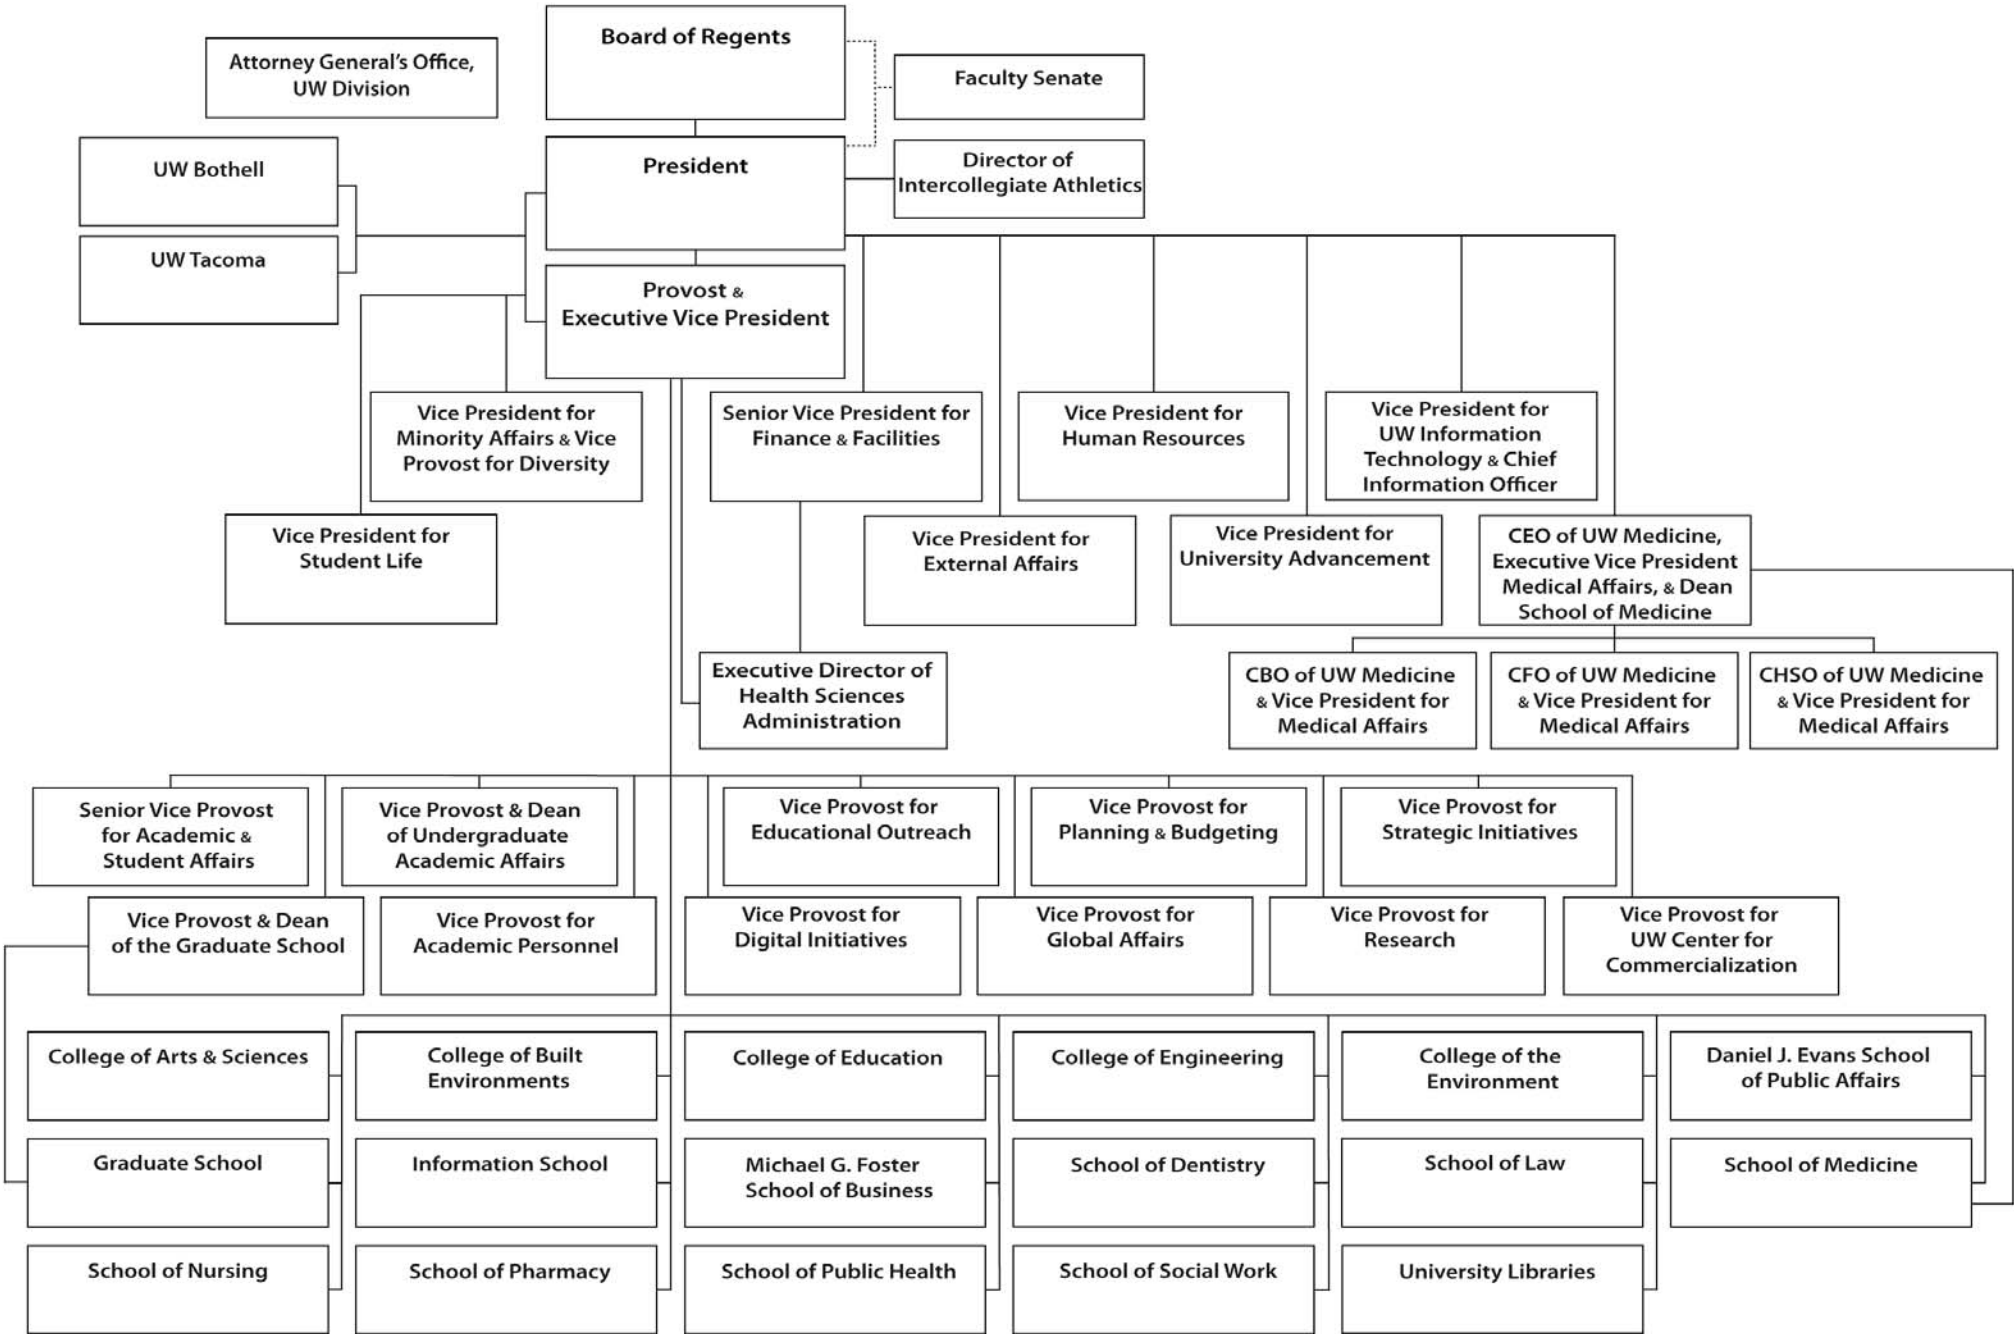 Board of Regents
Attorney General's Office,
UW Division
Faculty Senate
UW Bothell
President
Director of
Intercollegiate Athletics
UW Tacoma
Provost &
Executive Vice President
Vice President for
Minority Affairs & Vice
Provost for Diversity
Senior Vice President for
Finance & Facilities
Vice President for
Human Resources
Vice President for
UW Information
Technology & Chief
Information Officer
Vice President for
Student Life
Vice President for
External Affairs
Vice President for
University Advancement
CEO of UW Medicine,
Executive Vice President
Medical Affairs, & Dean
School of Medicine
Executive Director of
Health Sciences
Administration
CBO of UW Medicine
& Vice President for
Medical Affairs
CFO of UW Medicine
& Vice President for
Medical Affairs
CHSO of UW Medicine
& Vice President for
Medical Affairs
Senior Vice Provost
for Academic &
Student Affairs
Vice Provost & Dean
of Undergraduate
Academic Affairs
Vice Provost for
Educational Outreach
Vice Provost for
Planning & Budgeting
Vice Provost for
Strategic Initiatives
Vice Provost & Dean
of the Graduate School
Vice Provost for
Academic Personnel
Vice Provost for
Digital Initiatives
Vice Provost for
Global Affairs
Vice Provost for
Research
Vice Provost for
UW Center for
Commercialization
College of Arts & Sciences
College of Built
Environments
College of Education
College of Engineering
College of the
Environment
Daniel J. Evans School
of Public Affairs
Graduate School
Information School
Michael G. Foster
School of Business
School of Dentistry
School of Law
School of Medicine
School of Nursing
School of Pharmacy
School of Public Health
School of Social Work
University Libraries